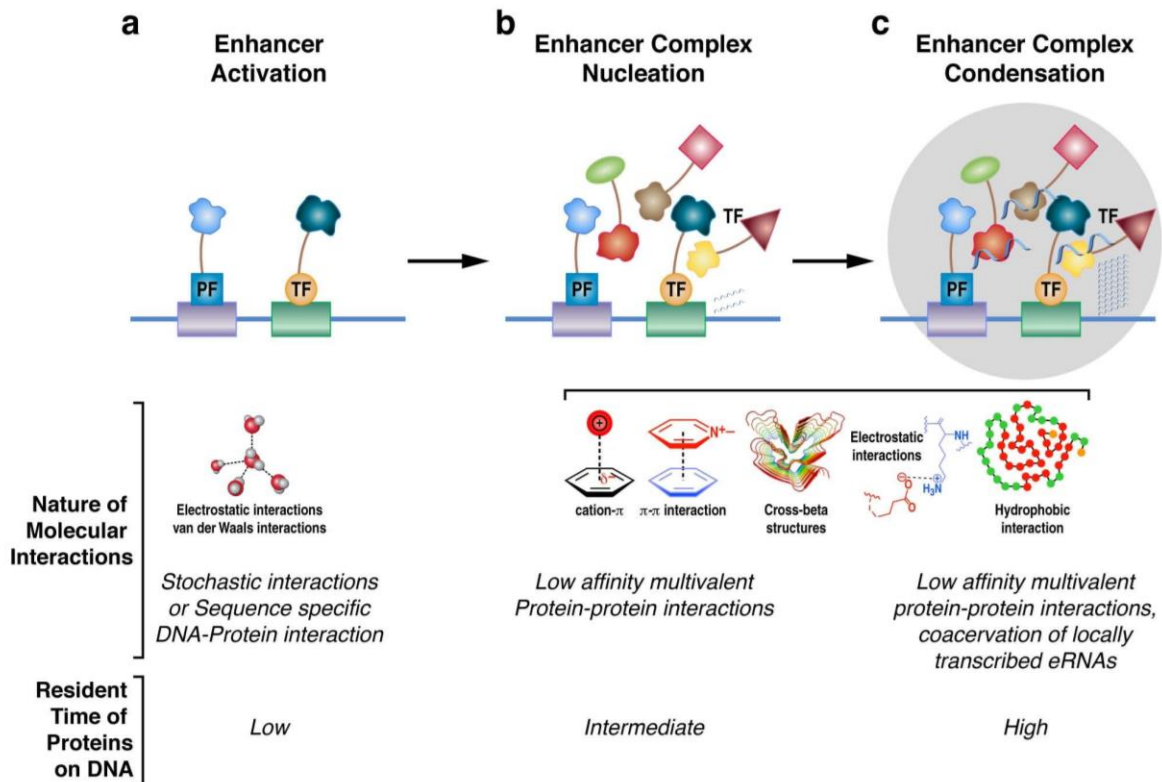 a
Enhancer
Activation
b
Enhancer Complex
Nucleation
c
Enhancer Complex
Condensation
PF
TF
PF
TF
TF
PF
TF
TF
Nature of
Molecular
Interactions
Electrostatic interactions
van der Waals interactions
Stochastic interactions
or Sequence specific
DNA-Protein interaction
+
δ-
cation-π
N+
π-π interaction
Cross-beta
structures
Electrostatic
interactions
NH
H3N
+
O
O
Hydrophobic
interaction
Low affinity multivalent
Protein-protein interactions
Low affinity multivalent
protein-protein interactions,
coacervation of locally
transcribed eRNAs
Resident
Time of
Proteins
on DNA
Low
Intermediate
High